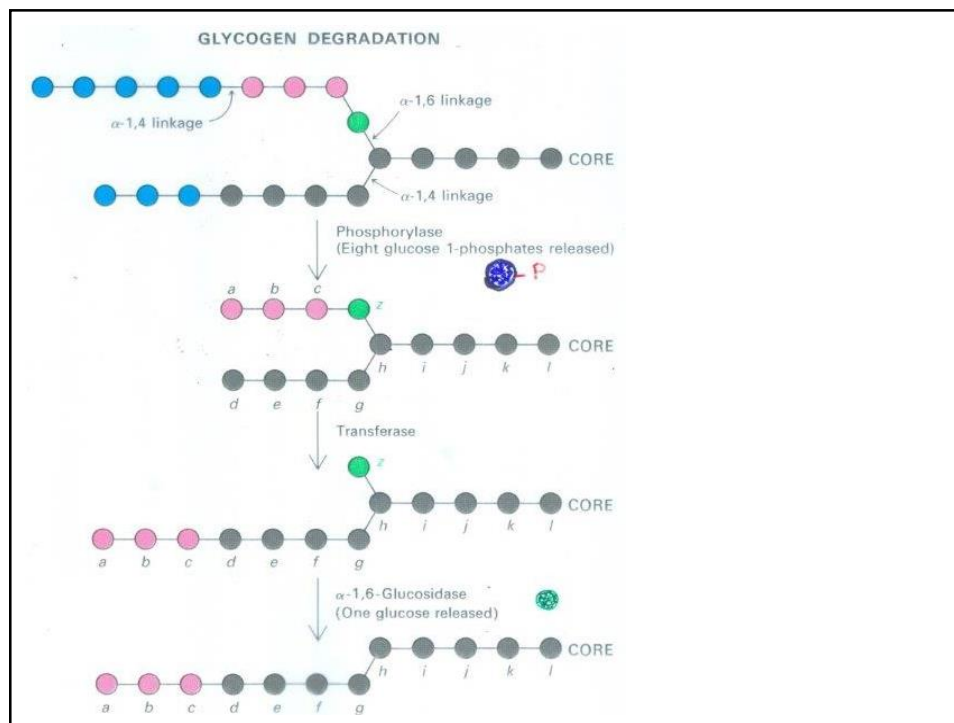 GLYCOGEN DEGRADATION
α-1,4 linkage
α-1,6 linkage
CORE
α-1,4 linkage
Phosphorylase
(Eight glucose 1-phosphates released)
P
a b c
z
CORE
h i j k l
d e f g
Transferase
z
CORE
h i j k l
a b c d e f g
α-1,6-Glucosidase
(One glucose released)
CORE
h i j k l
a b c d e f g